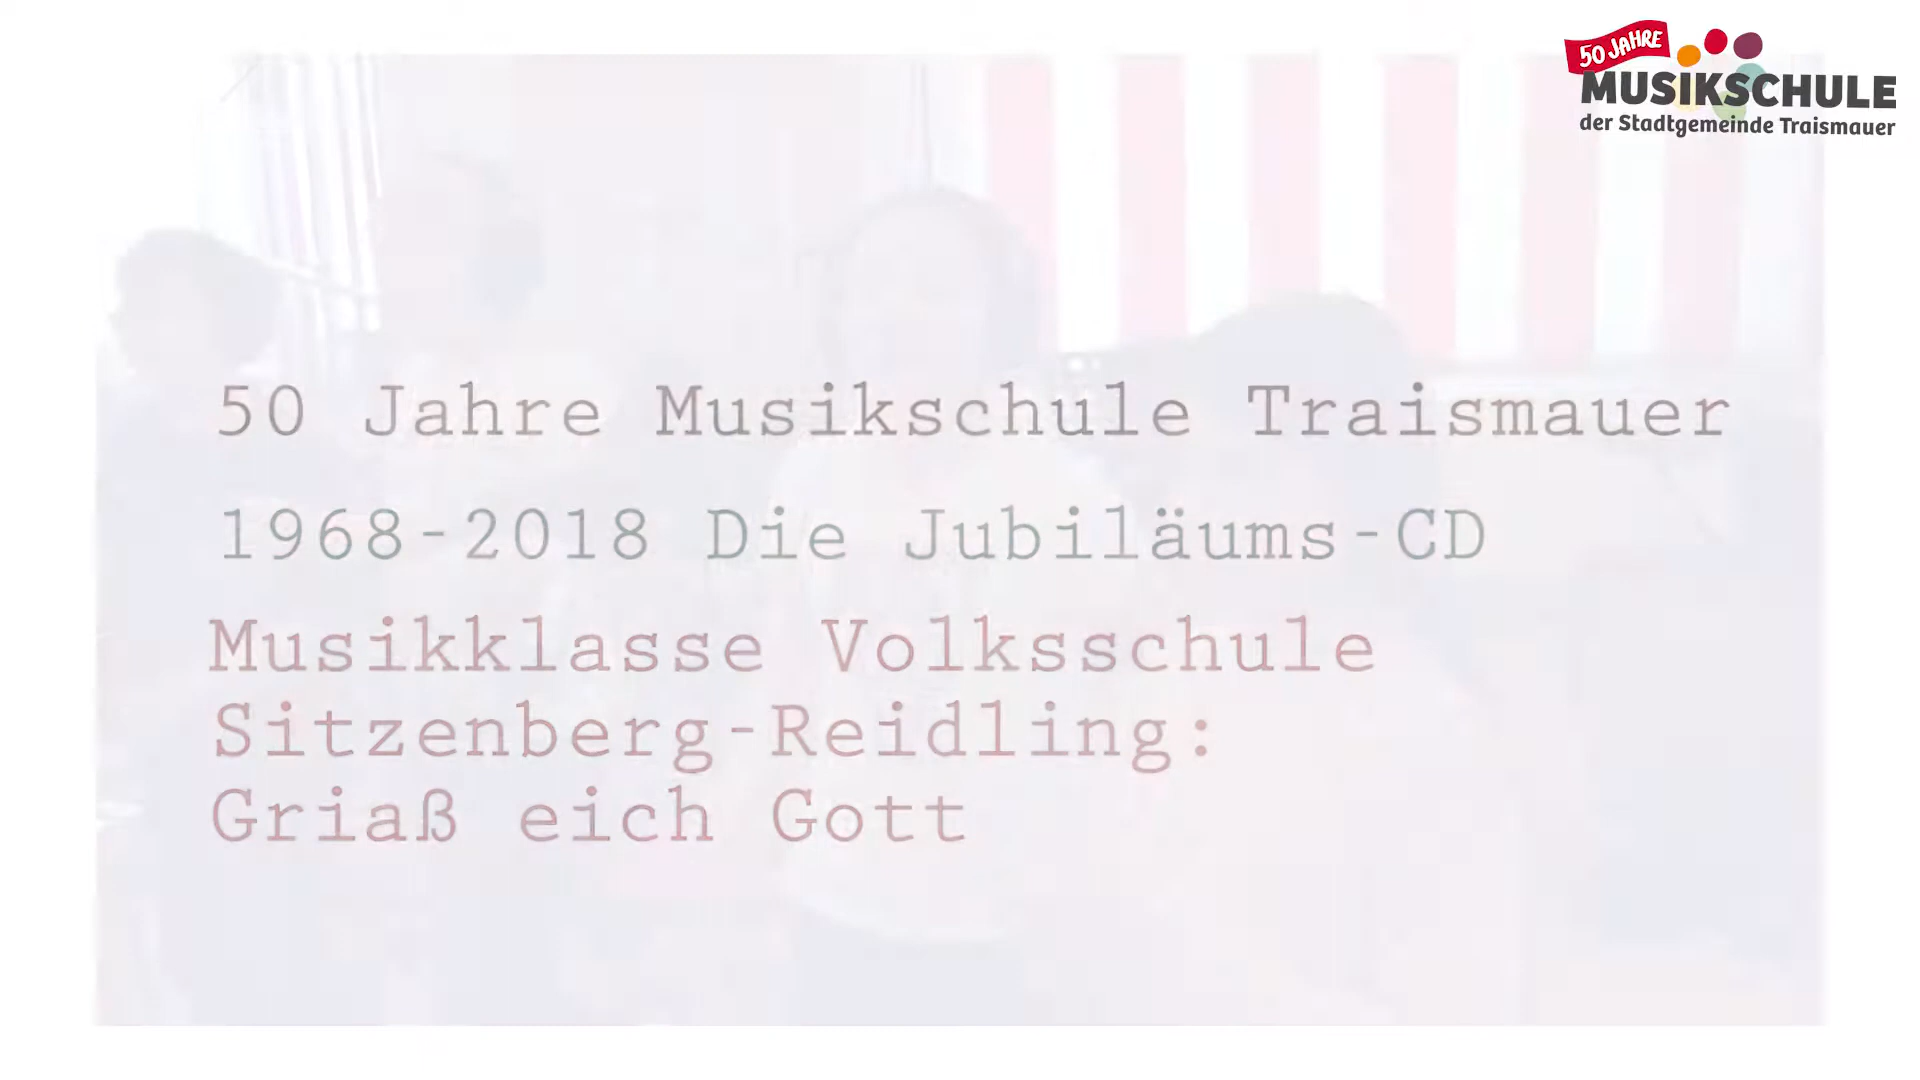 50 JAHRE
MUSIKSCHULE
der Stadtgemeinde Traismauer
50 Jahre Musikschule Traismauer
1968-2018 Die Jubiläums-CD
Musikklasse Volksschule
Sitzenberg-Reidling:
Griaß eich Gott